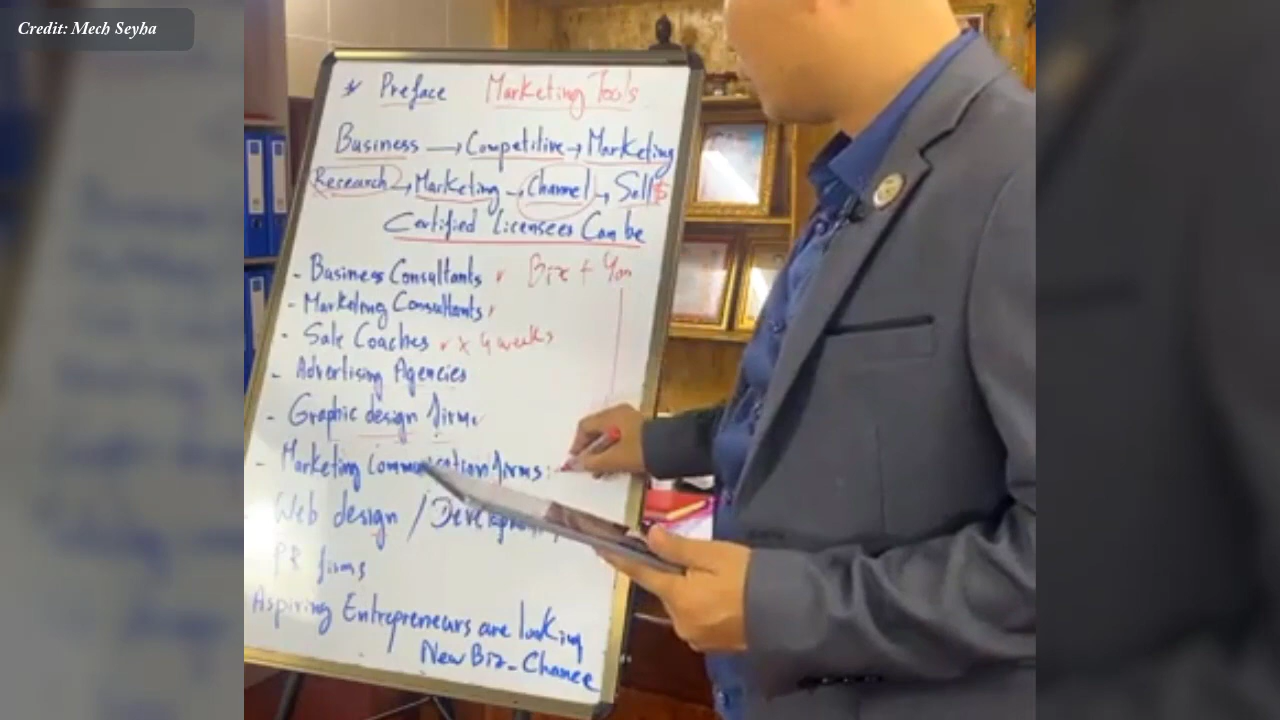 Credit: Mech Seyha
* Preface Marketing Tools
Business → Competitive → Marketing
Research → Marketing → Channel → Sell $
Certified Licensees Can be
- Business Consultants ✓ Biz + You
- Marketing Consultants ✓
- Sale Coaches ✓ x 4 weeks
- Advertising Agencies
- Graphic design firms
- Marketing Communication firms
Web design / Development
PR firms
Aspiring Entrepreneurs are looking
New Biz - Chance